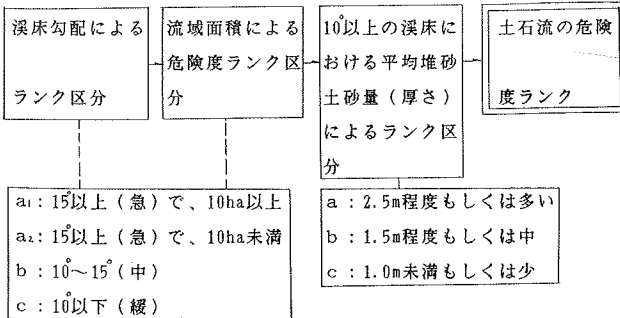 溪床勾配による
ランク区分
流域面積による
危険度ランク区
分
10°以上の溪床に
おける平均堆砂
土砂量（厚さ）
によるランク区
分
土石流の危険
度ランク
a₁：15°以上（急）で、10ha以上
a₂：15°以上（急）で、10ha未満
b：10°～15°（中）
c：10°以下（緩）
a：2.5m程度もしくは多い
b：1.5m程度もしくは中
c：1.0m未満もしくは少